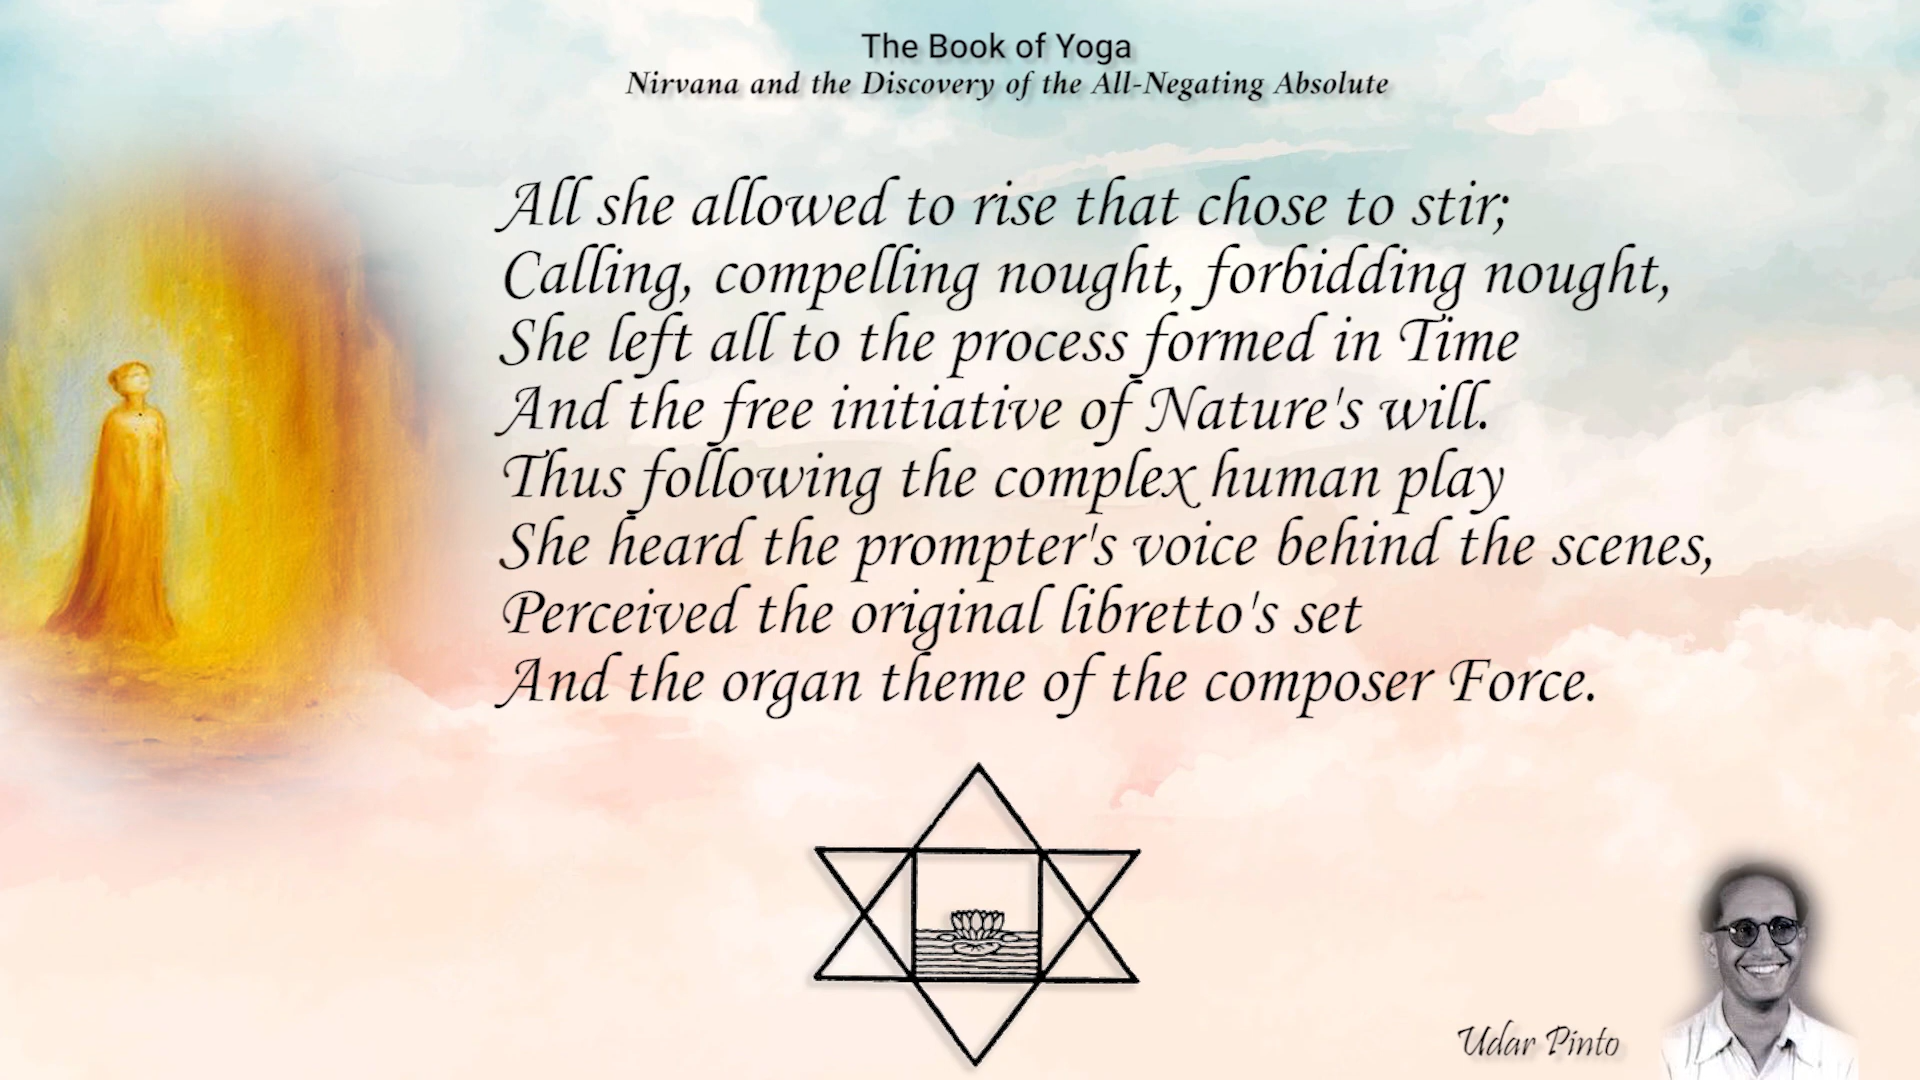 The Book of Yoga
Nirvana and the Discovery of the All-Negating Absolute
All she allowed to rise that chose to stir;
Calling, compelling nought, forbidding nought,
She left all to the process formed in Time
And the free initiative of Nature's will.
Thus following the complex human play
She heard the prompter's voice behind the scenes,
Perceived the original libretto's set
And the organ theme of the composer Force.
Udar Pinto